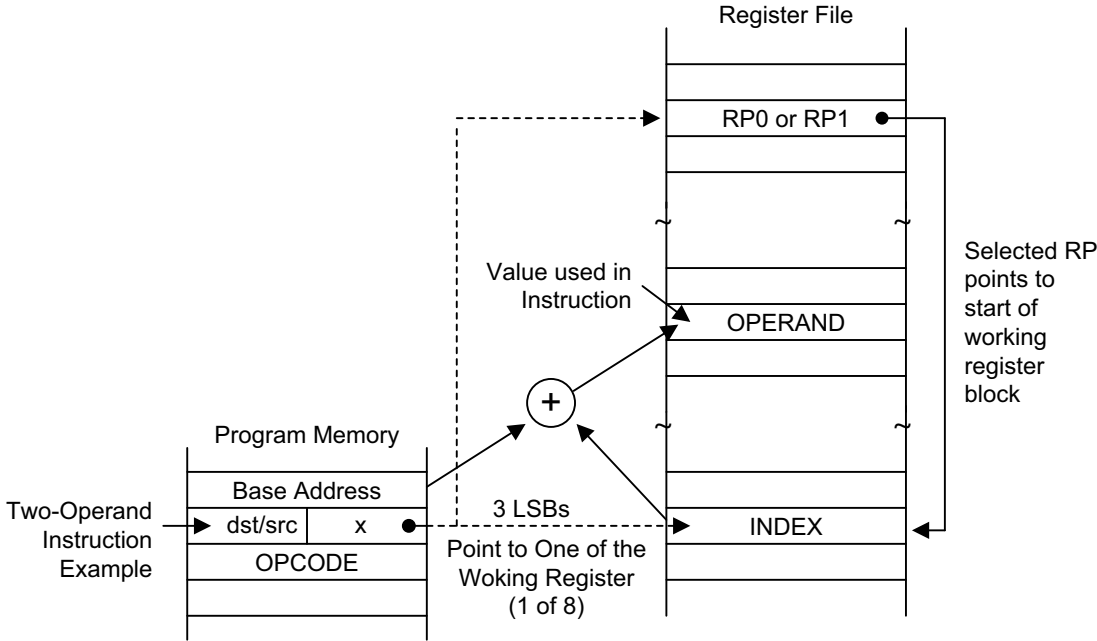 Register File
RP0 or RP1
Selected RP
points to
start of
working
register
block
~ ~
Value used in
Instruction
OPERAND
+
~ ~
Program Memory
Base Address
Two-Operand
Instruction
Example
dst/src x
3 LSBs
INDEX
OPCODE
Point to One of the
Woking Register
(1 of 8)